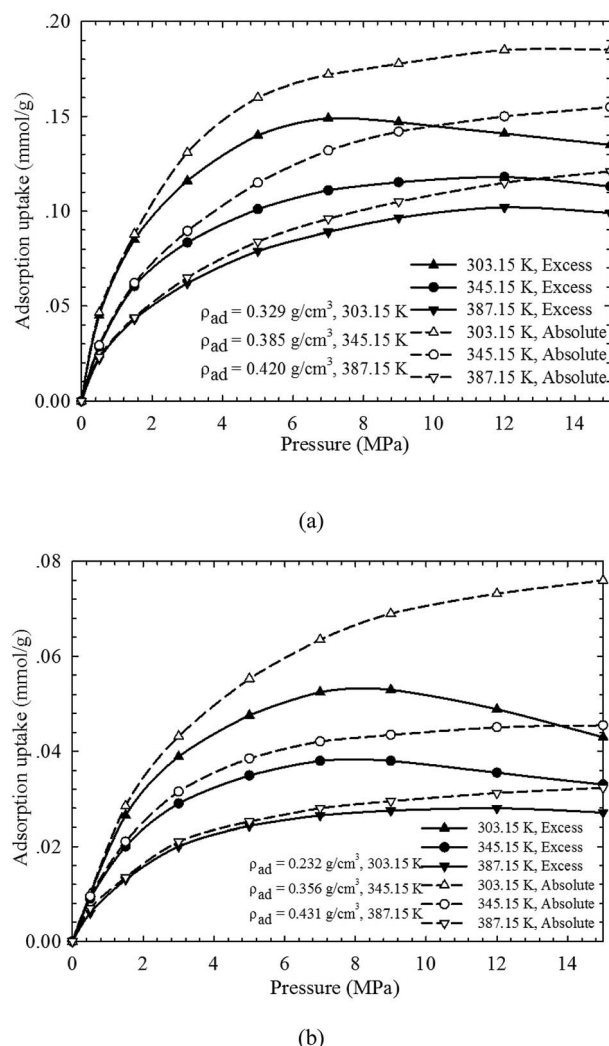 .20
.15
.10
.05
0.00
Adsorption uptake (mmol/g)
303.15 K, Excess
345.15 K, Excess
387.15 K, Excess
303.15 K, Absolute
345.15 K, Absolute
387.15 K, Absolute
ρad = 0.329 g/cm³, 303.15 K
ρad = 0.385 g/cm³, 345.15 K
ρad = 0.420 g/cm³, 387.15 K
0 2 4 6 8 10 12 14
Pressure (MPa)
(a)
.08
.06
.04
.02
0.00
Adsorption uptake (mmol/g)
303.15 K, Excess
345.15 K, Excess
387.15 K, Excess
303.15 K, Absolute
345.15 K, Absolute
387.15 K, Absolute
ρad = 0.232 g/cm³, 303.15 K
ρad = 0.356 g/cm³, 345.15 K
ρad = 0.431 g/cm³, 387.15 K
0 2 4 6 8 10 12 14
Pressure (MPa)
(b)